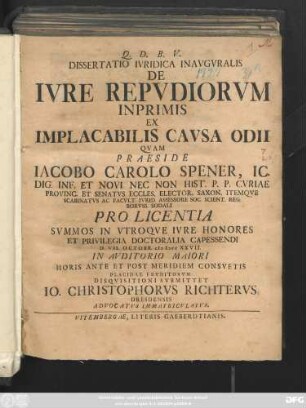 Q. D. B. V.
DISSERTATIO IVRIDICA INAVGVRALIS
DE
IVRE REPVDIORVM
INPRIMIS
EX
IMPLACABILIS CAVSA ODII
QVAM
PRAESIDE
IACOBO CAROLO SPENER, IC.
DIG. INF. ET NOVI NEC NON HIST. P. P. CVRIAE
PROVINC. ET SENATVS ECCLES. ELECTOR. SAXON. ITEMQVE
SCABINATVS AC FACVLT. IVRID. ASSESSORE SOC. SCIENT. REG.
BORVSS. SODALI
PRO LICENTIA
SVMMOS IN VTROQVE IVRE HONORES
ET PRIVILEGIA DOCTORALIA CAPESSENDI
IN AVDITORIO MAIORI
HORIS ANTE ET POST MERIDIEM CONSVETIS
PLACIDAE ERVDITORVM
DISQVISITIONI SVBMITTET
IO. CHRISTOPHORVS RICHTERVS,
DRESDENSIS
ADVOCATVS IMMATRICVLATVS.
VITEMBERGAE, LITERIS GAEBERDTIANIS.